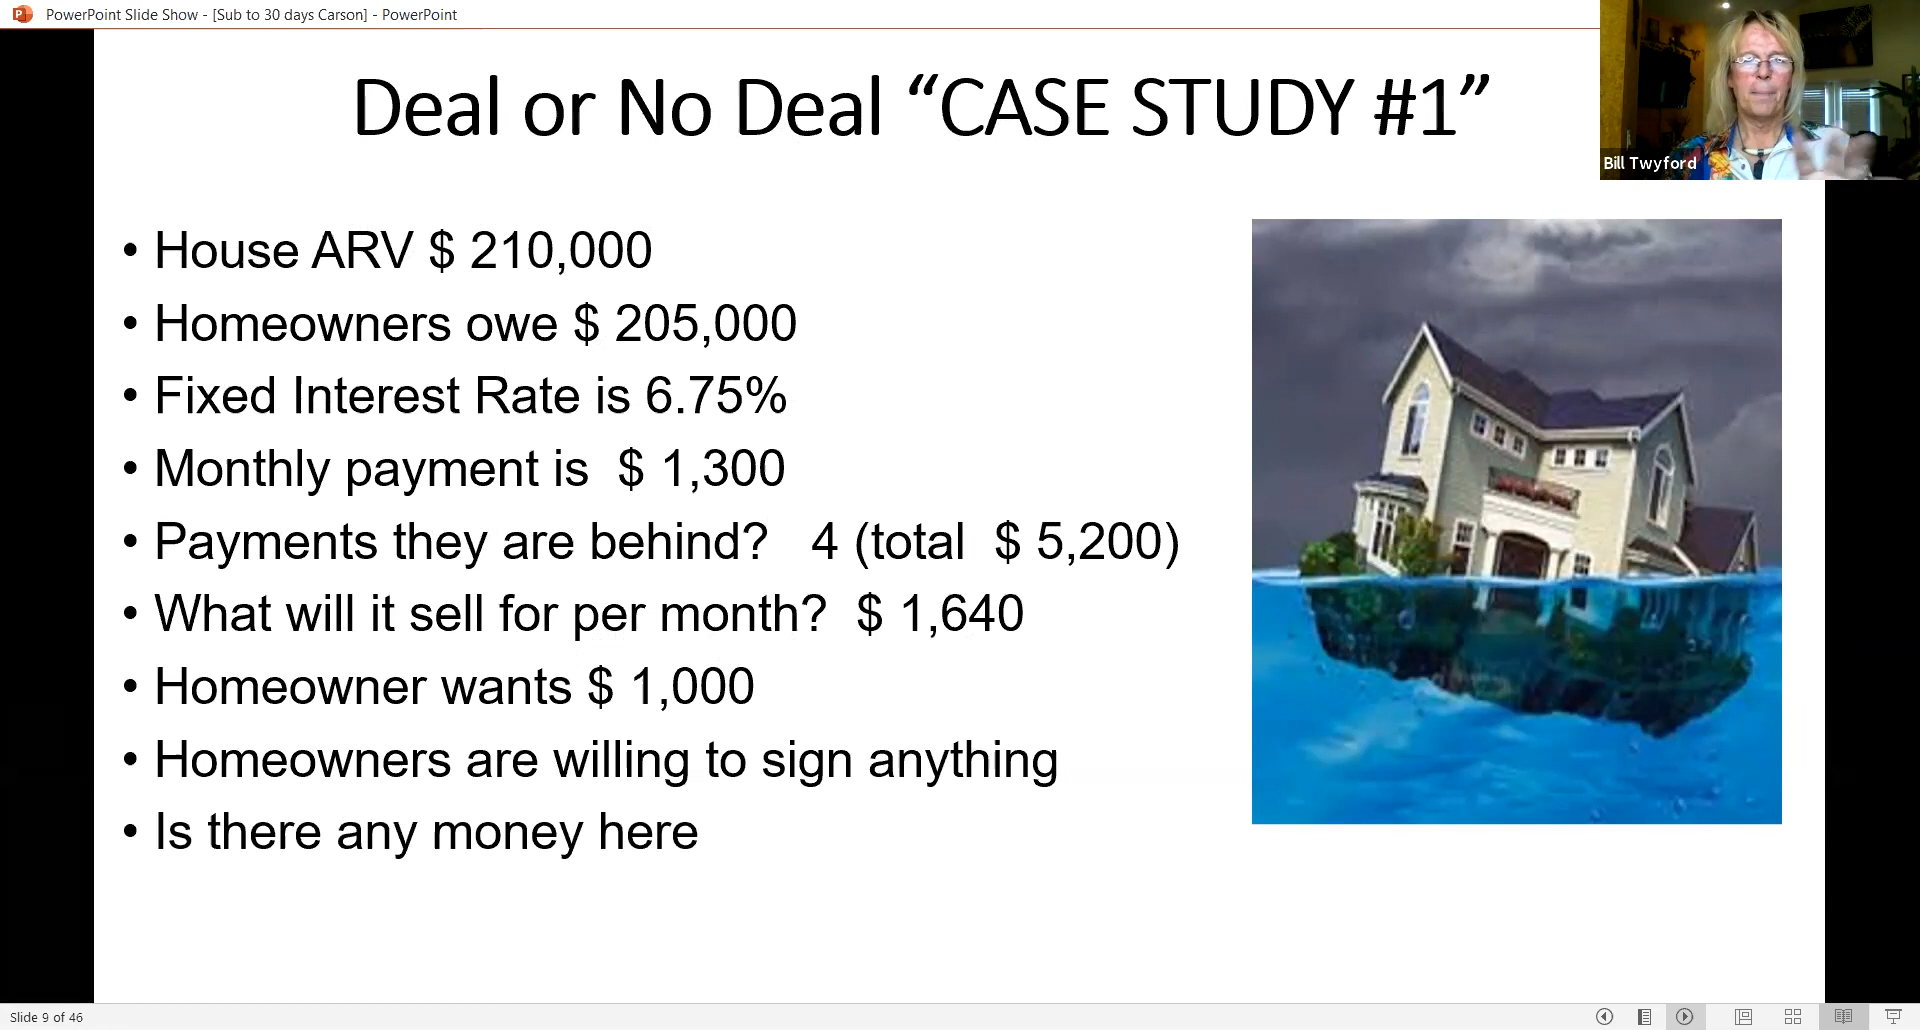 PowerPoint Slide Show - [Sub to 30 days Carson] - PowerPoint
Deal or No Deal “CASE STUDY #1”
Bill Twyford
• House ARV $ 210,000
• Homeowners owe $ 205,000
• Fixed Interest Rate is 6.75%
• Monthly payment is $ 1,300
• Payments they are behind? 4 (total $ 5,200)
• What will it sell for per month? $ 1,640
• Homeowner wants $ 1,000
• Homeowners are willing to sign anything
• Is there any money here
Slide 9 of 46